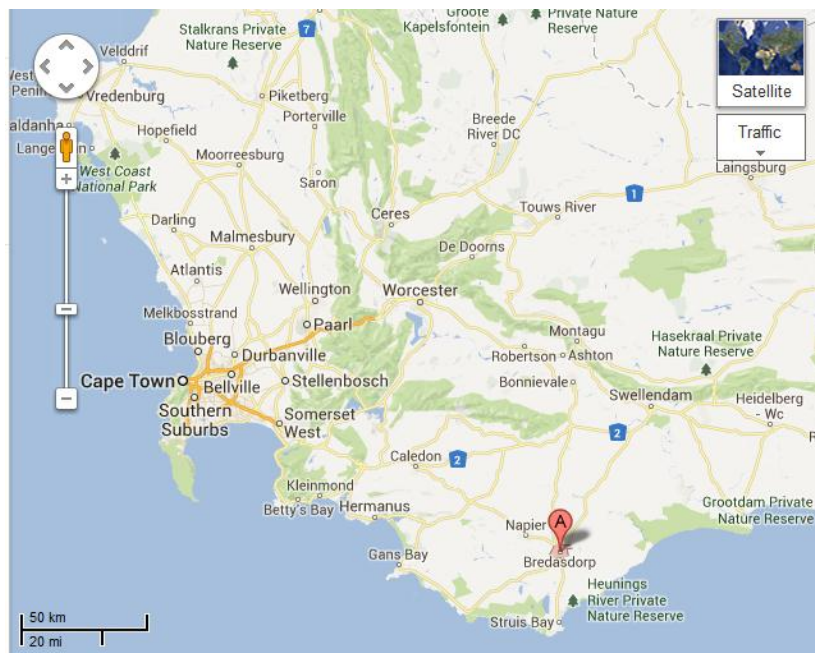 Stalkrans Private
Nature Reserve
7
Groote
Kapelsfontein
Private Nature
Reserve
Velddrif
Vredenburg
Piketberg
Porterville
Breede
River DC
Satellite
Traffic
Hopefield
Moorreesburg
West Coast
National Park
Saron
Laingsburg
1
Touws River
Darling
Ceres
Malmesbury
De Doorns
Atlantis
Wellington
Worcester
Melkbosstrand
Paarl
Montagu
Hasekraal Private
Nature Reserve
Blouberg
Durbanville
Robertson
Ashton
Cape Town
Bellville
Stellenbosch
Bonnievale
Southern
Suburbs
Swellendam
Heidelberg
- Wc
Somerset
West
2
Caledon
2
Kleinmond
Betty's Bay
Hermanus
Grootdam Private
Nature Reserve
Napier
A
Gans Bay
Bredasdorp
Heunings
River Private
Nature Reserve
Struis Bay
50 km
20 mi